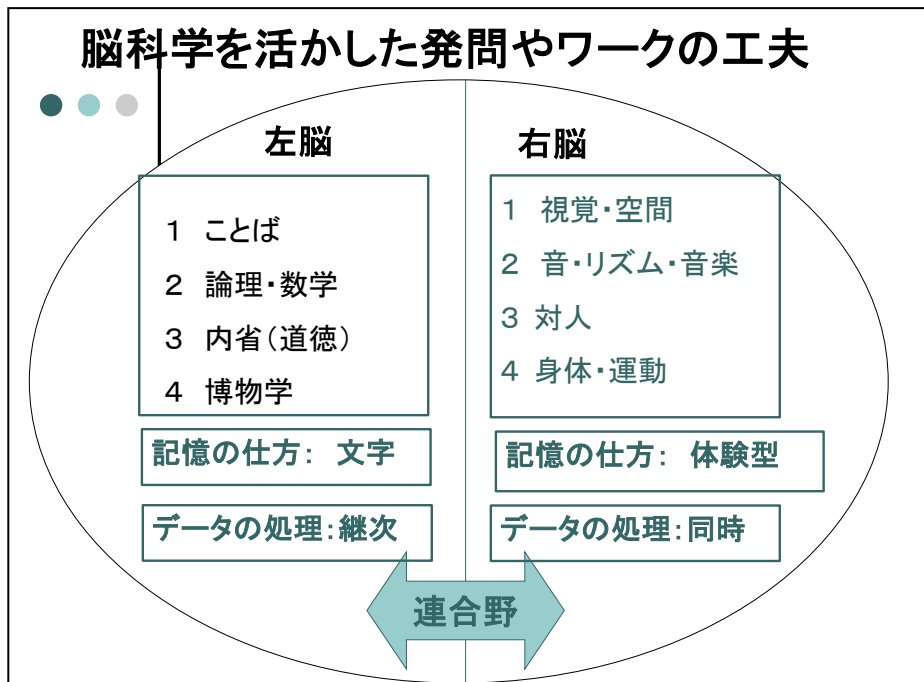 脳科学を活かした発問やワークの工夫
左脳
1 ことば
2 論理・数学
3 内省（道徳）
4 博物学
記憶の仕方： 文字
データの処理：継次
右脳
1 視覚・空間
2 音・リズム・音楽
3 対人
4 身体・運動
記憶の仕方： 体験型
データの処理：同時
連合野